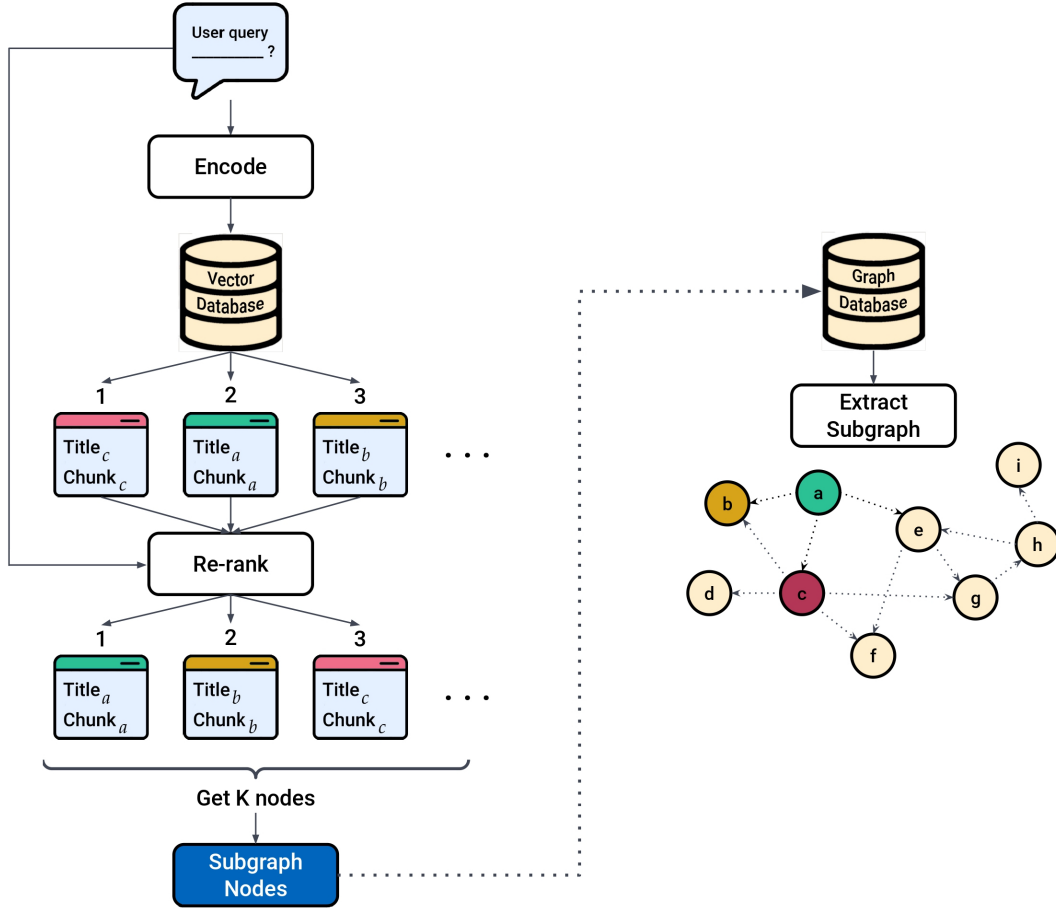 User query
__________ ?
Encode
Vector
Database
1
2
3
Title c
Chunk c
Title a
Chunk a
Title b
Chunk b
. . .
Re-rank
1
2
3
Title a
Chunk a
Title b
Chunk b
Title c
Chunk c
. . .
Get K nodes
Subgraph
Nodes
Graph
Database
Extract
Subgraph
i
b
a
e
h
d
c
g
f